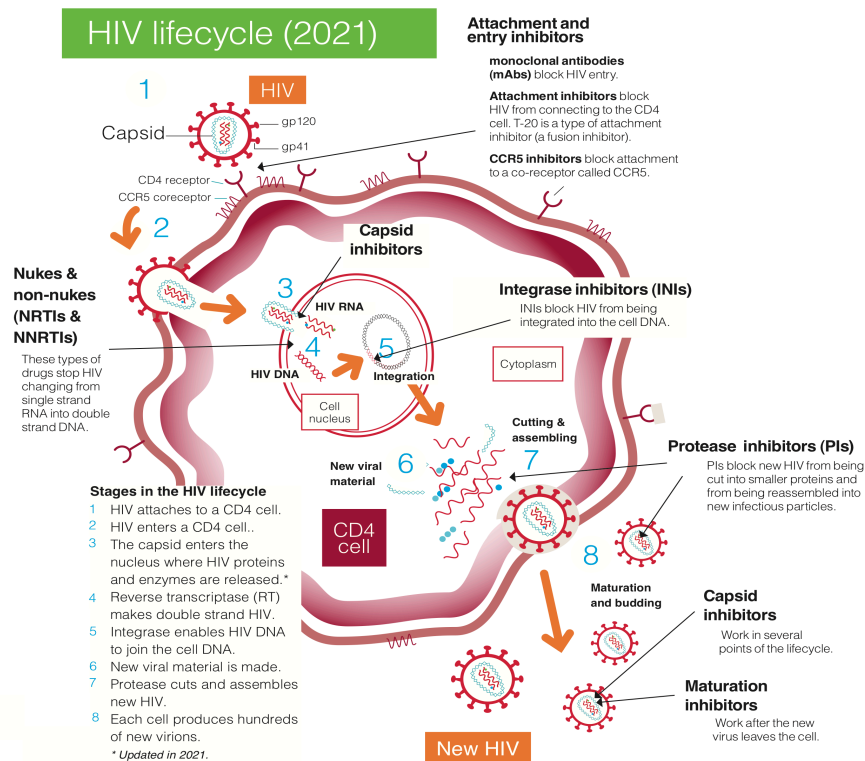 HIV lifecycle (2021)
Attachment and
entry inhibitors
monoclonal antibodies
(mAbs) block HIV entry.
Attachment inhibitors block
HIV from connecting to the CD4
cell. T-20 is a type of attachment
inhibitor (a fusion inhibitor).
CCR5 inhibitors block attachment
to a co-receptor called CCR5.
1
HIV
Capsid
gp120
gp41
CD4 receptor
CCR5 coreceptor
2
Capsid
inhibitors
Nukes &
non-nukes
(NRTIs &
NNRTIs)
These types of
drugs stop HIV
changing from
single strand
RNA into double
strand DNA.
3
HIV RNA
4
HIV DNA
5
Integration
Integrase inhibitors (INIs)
INIs block HIV from being
integrated into the cell DNA.
Cytoplasm
Cell
nucleus
Cutting &
assembling
7
New viral
material
6
Protease inhibitors (PIs)
PIs block new HIV from being
cut into smaller proteins and
from being reassembled into
new infectious particles.
CD4
cell
8
Maturation
and budding
Capsid
inhibitors
Work in several
points of the lifecycle.
Maturation
inhibitors
Work after the new
virus leaves the cell.
New HIV
Stages in the HIV lifecycle
1 HIV attaches to a CD4 cell.
2 HIV enters a CD4 cell..
3 The capsid enters the
nucleus where HIV proteins
and enzymes are released.*
4 Reverse transcriptase (RT)
makes double strand HIV.
5 Integrase enables HIV DNA
to join the cell DNA.
6 New viral material is made.
7 Protease cuts and assembles
new HIV.
8 Each cell produces hundreds
of new virions.
* Updated in 2021.